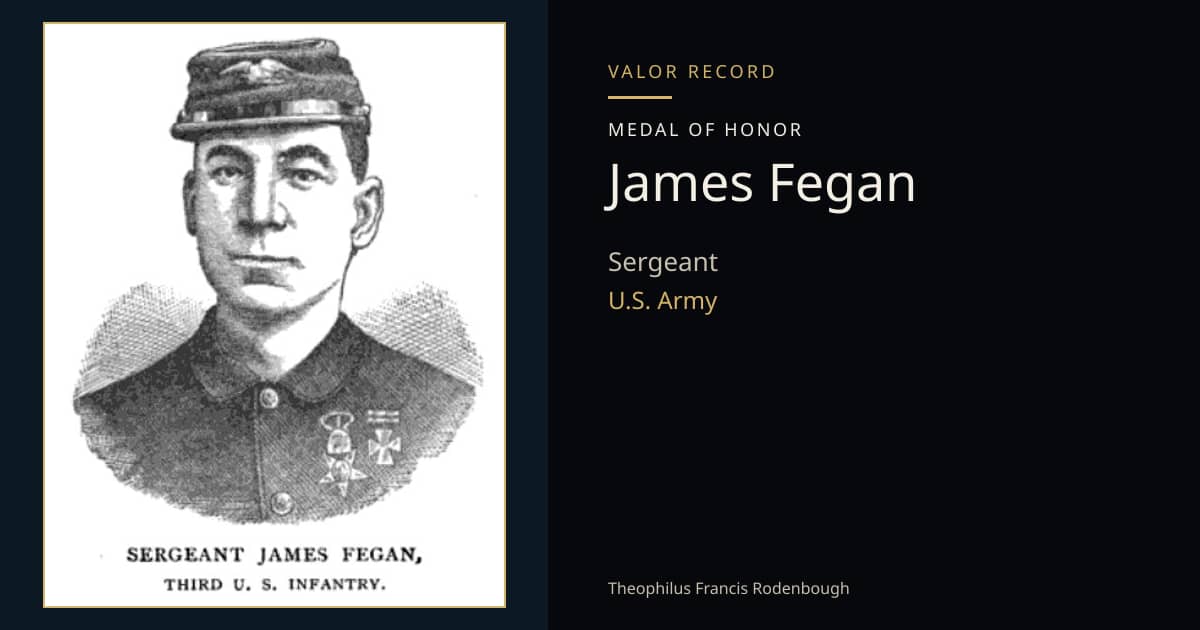 SERGEANT JAMES FEGAN,
THIRD U. S. INFANTRY.
VALOR RECORD
MEDAL OF HONOR
James Fegan
Sergeant
U.S. Army
Theophilus Francis Rodenbough